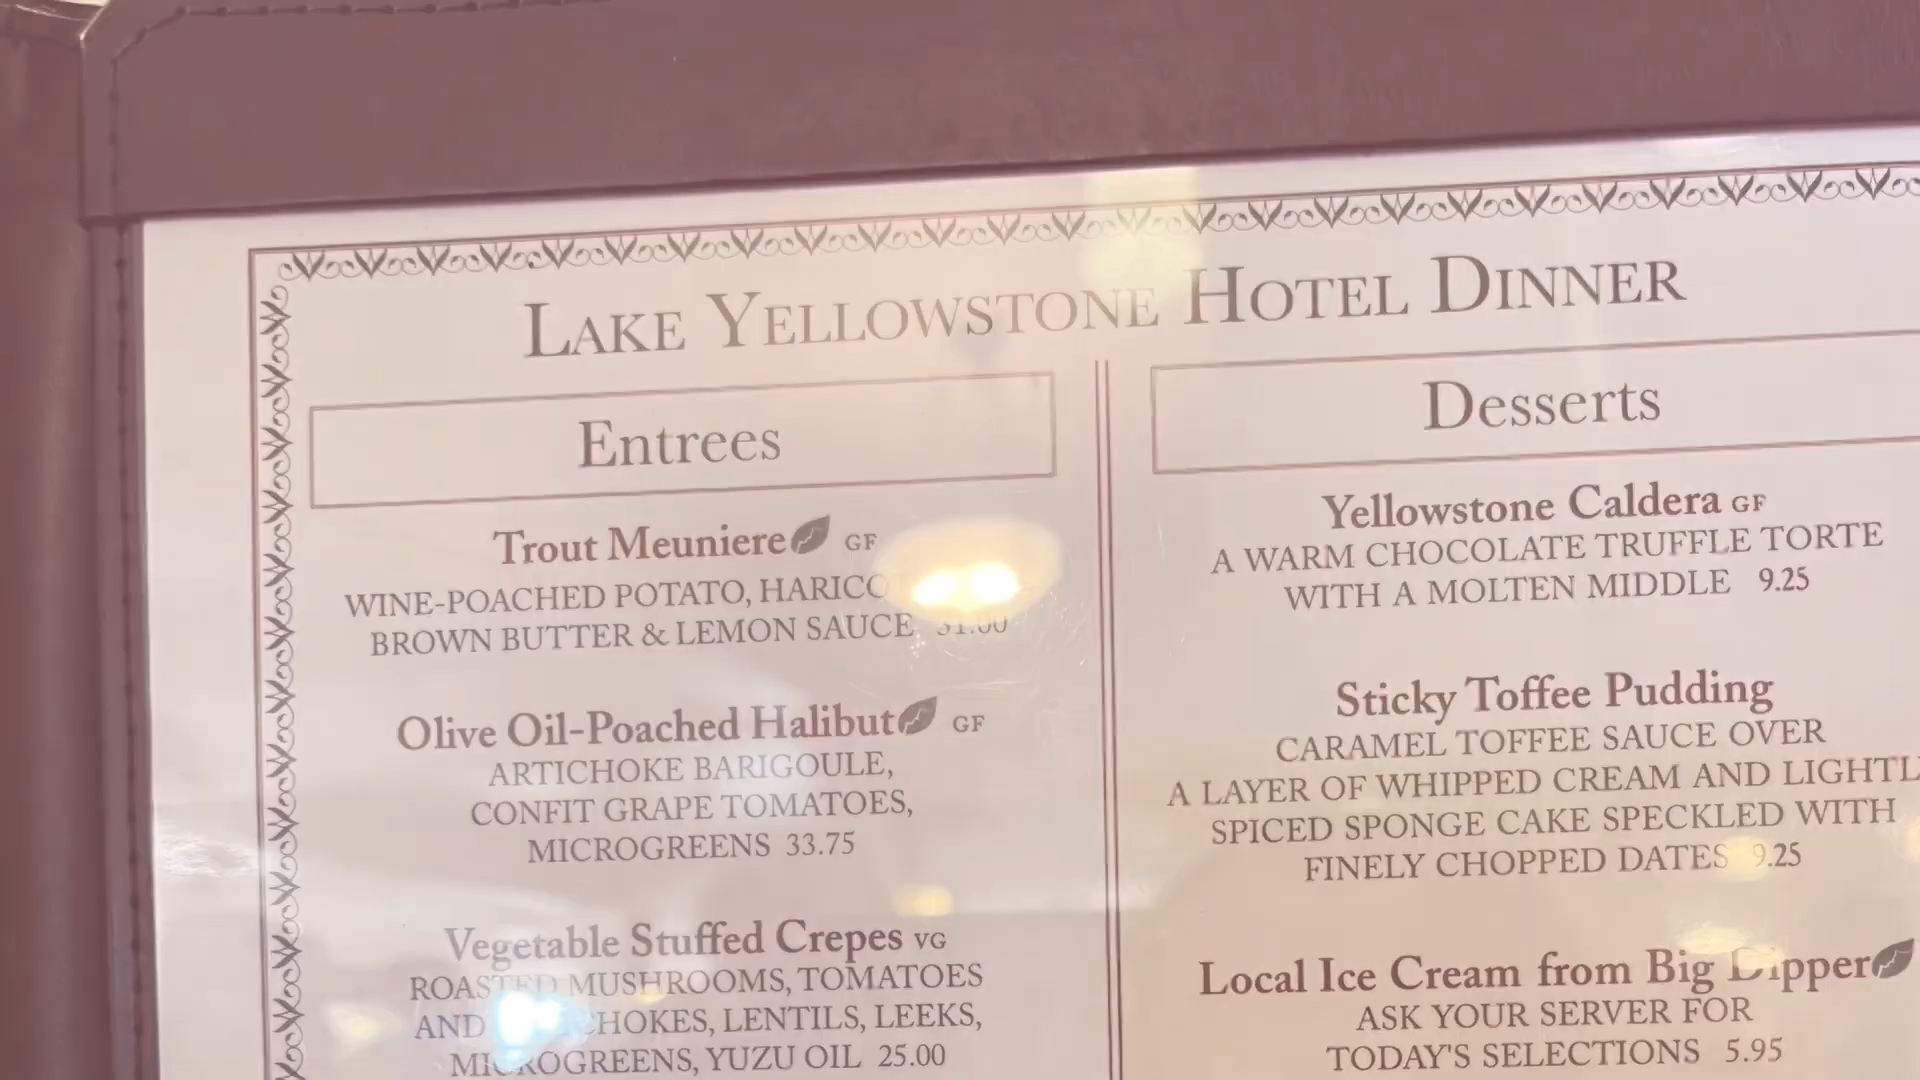 LAKE YELLOWSTONE HOTEL DINNER
Entrees
Trout Meuniere GF
WINE-POACHED POTATO,
BROWN BUTTER & LEMON SAUCE
Olive Oil-Poached Halibut GF
ARTICHOKE BARIGOULE,
CONFIT GRAPE TOMATOES,
MICROGREENS 33.75
Vegetable Stuffed Crepes VG
ROASTED MUSHROOMS, TOMATOES
AND LENTILS, LEEKS,
MICROGREENS, YUZU OIL 25.00
Desserts
Yellowstone Caldera GF
A WARM CHOCOLATE TRUFFLE TORTE
WITH A MOLTEN MIDDLE 9.25
Sticky Toffee Pudding
CARAMEL TOFFEE SAUCE OVER
A LAYER OF WHIPPED CREAM AND LIGHTL
SPICED SPONGE CAKE SPECKLED WITH
FINELY CHOPPED DATES 9.25
Local Ice Cream from Big Dipper
ASK YOUR SERVER FOR
TODAY'S SELECTIONS 5.95